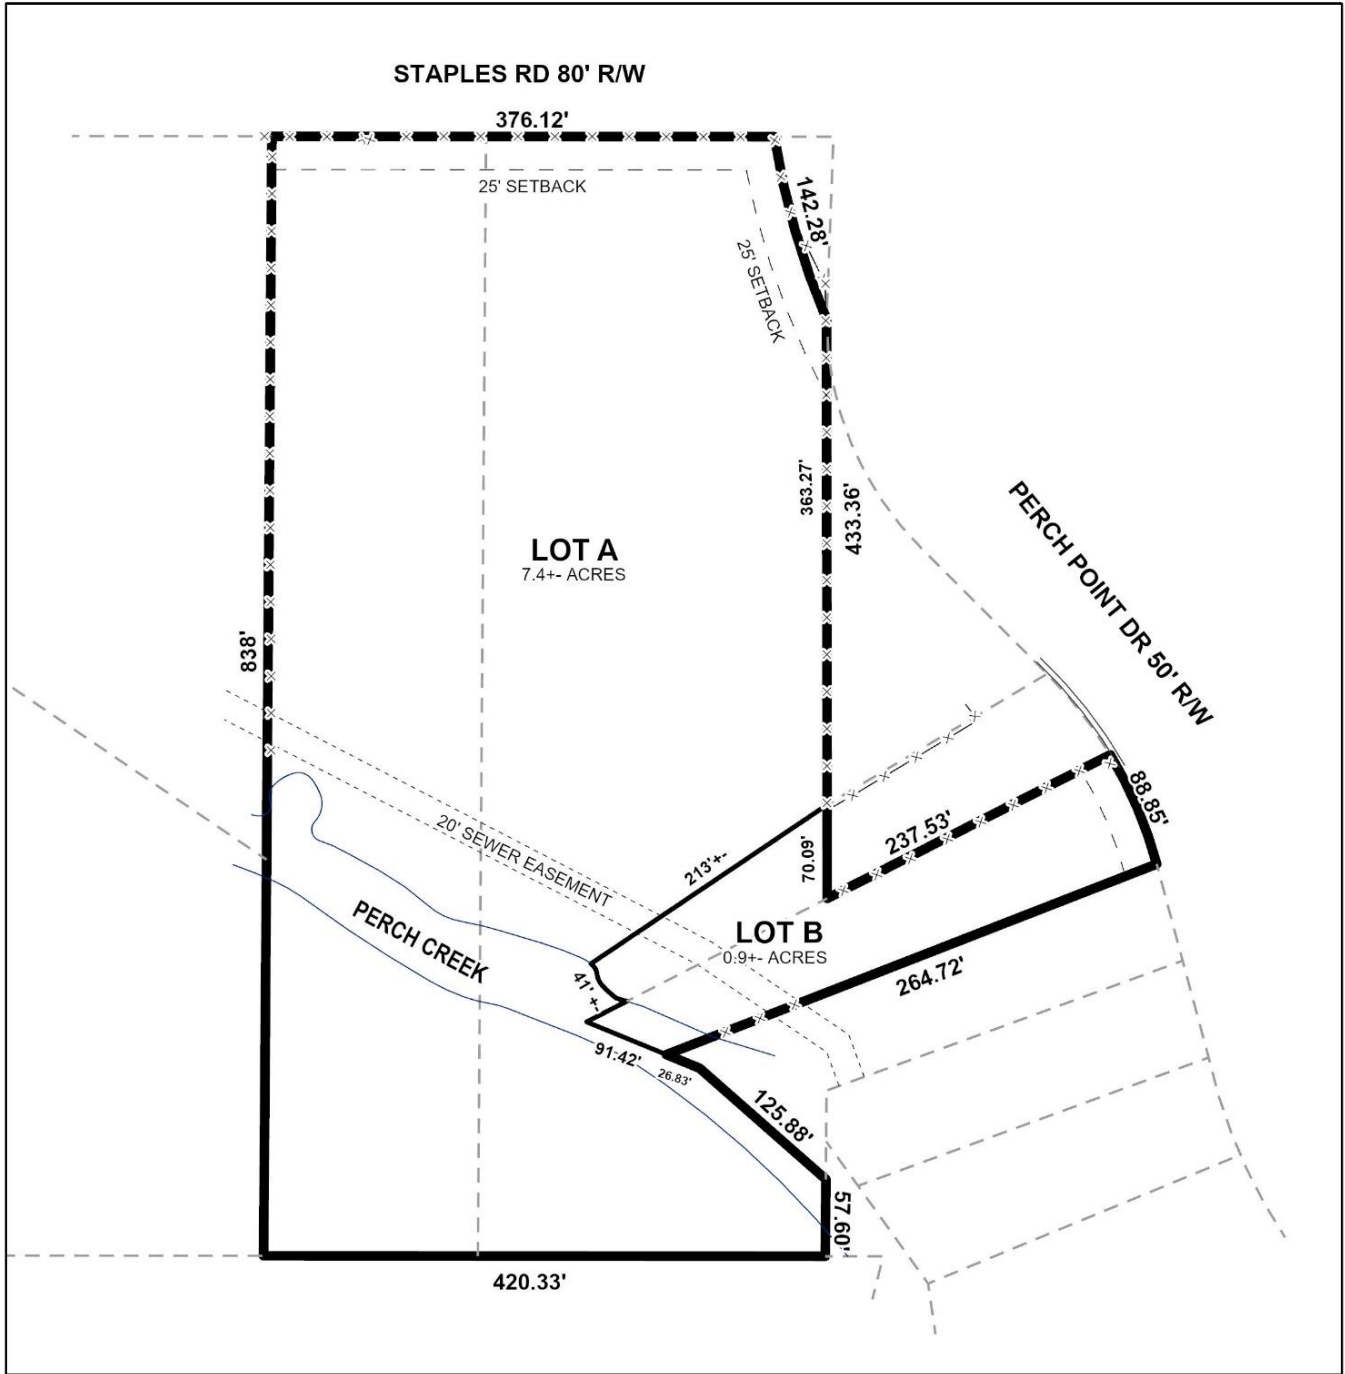 STAPLES RD 80' R/W
376.12'
25' SETBACK
142.28'
25' SETBACK
363.27'
433.36'
PERCH POINT DR 50' R/W
LOT A
7.4+- ACRES
838'
88.85'
237.53'
20' SEWER EASEMENT
213'+-
70.09'
PERCH CREEK
LOT B
0.9+- ACRES
264.72'
41' +-
91.42'
26.83'
125.88'
57.60'
420.33'